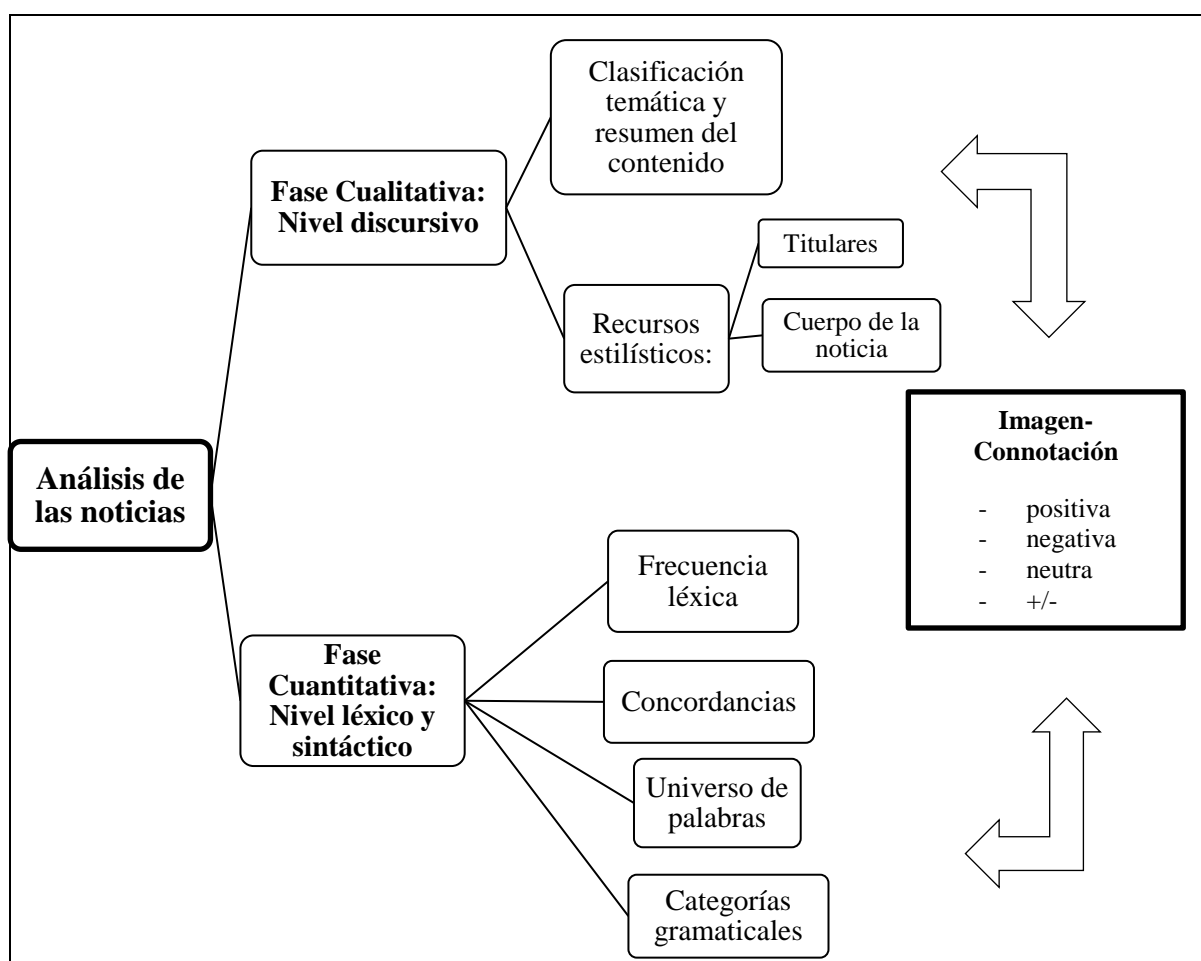 Clasificación
temática y
resumen del
contenido
Fase Cualitativa:
Nivel discursivo
Titulares
Recursos
estilísticos:
Cuerpo de la
noticia
Imagen-
Connotación
- positiva
- negativa
- neutra
- +/-
Análisis de
las noticias
Frecuencia
léxica
Fase
Cuantitativa:
Nivel léxico y
sintáctico
Concordancias
Universo de
palabras
Categorías
gramaticales